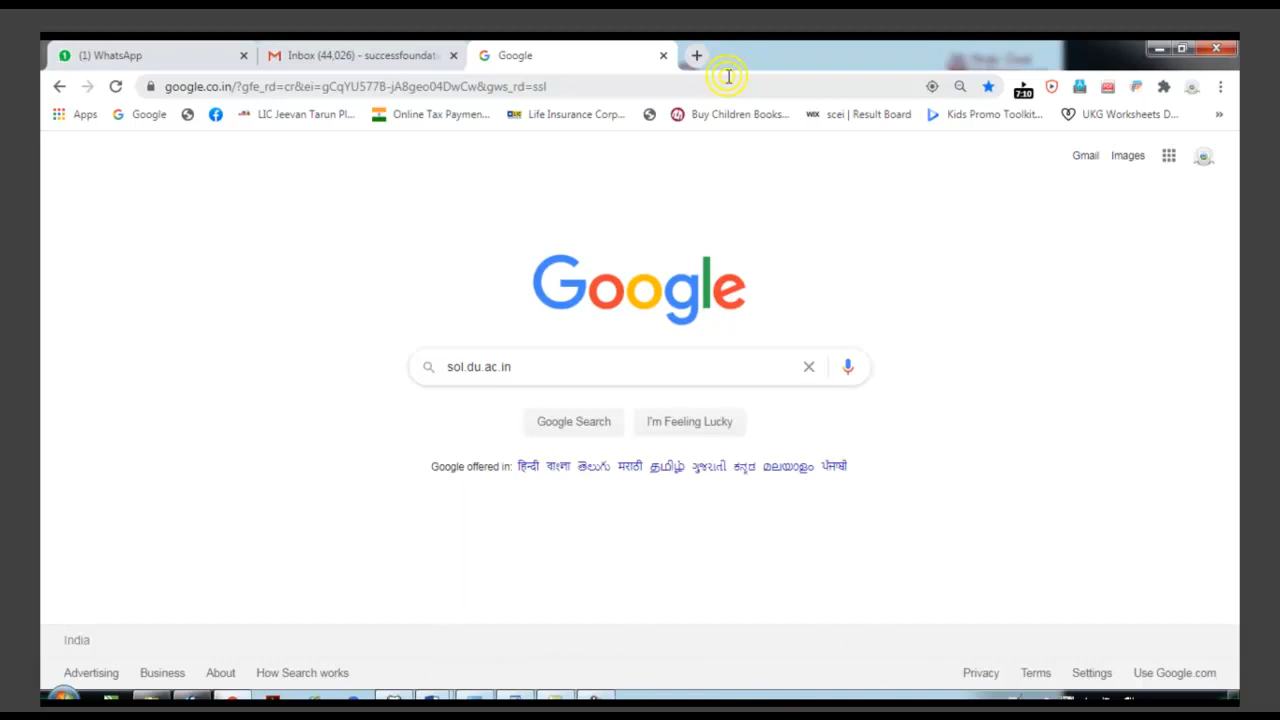 (1) WhatsApp
Inbox (44,026) - successfoundat
Google
google.co.in/?gfe_rd=cr&ei=gCqYU577B-jA8geo04DwCw&gws_rd=ssl
7:10
Apps
Google
LIC Jeevan Tarun Pl...
Online Tax Paymen...
Life Insurance Corp...
Buy Children Books...
WIX scei | Result Board
Kids Promo Toolkit...
UKG Worksheets D...
»
Gmail
Images
Google
sol.du.ac.in
Google Search
I'm Feeling Lucky
Google offered in: हिन्दी বাংলা తెలుగు मराठी தமிழ் ગુજરાતી ಕನ್ನಡ മലയാളം ਪੰਜਾਬੀ
India
Advertising
Business
About
How Search works
Privacy
Terms
Settings
Use Google.com